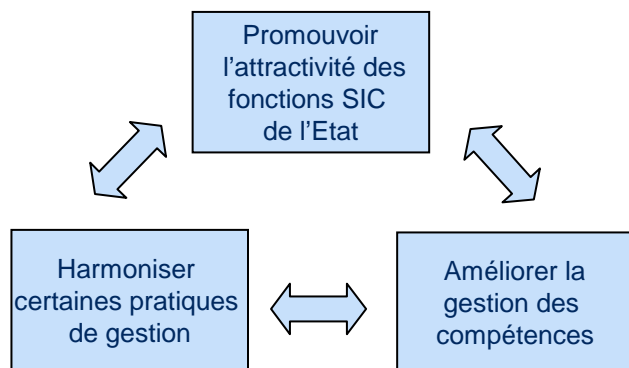 Promouvoir
l’attractivité des
fonctions SIC
de l’Etat
Harmoniser
certaines pratiques
de gestion
Améliorer la
gestion des
compétences